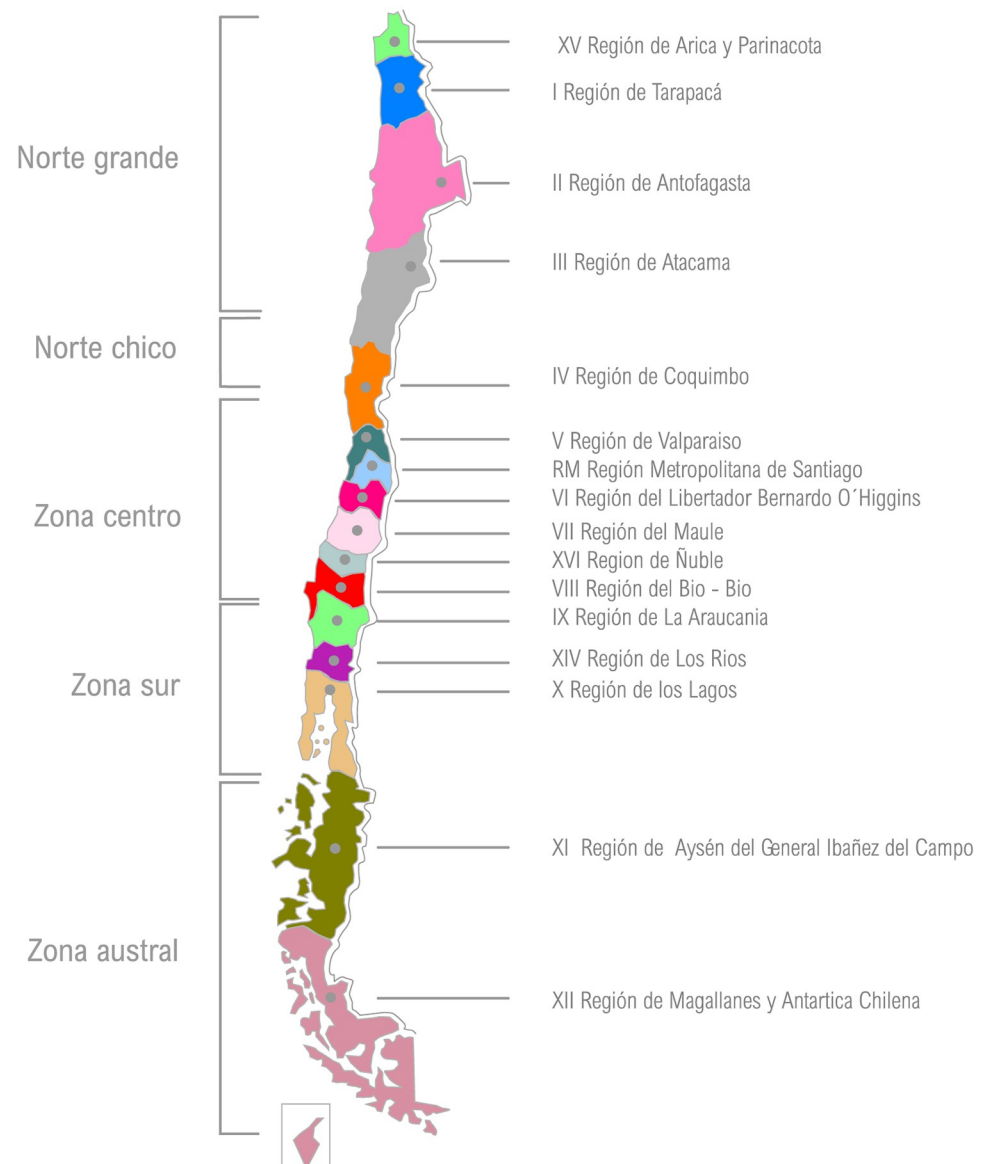 XV Región de Arica y Parinacota
I Región de Tarapacá
Norte grande
II Región de Antofagasta
III Región de Atacama
Norte chico
IV Región de Coquimbo
V Región de Valparaiso
RM Región Metropolitana de Santiago
VI Región del Libertador Bernardo O´Higgins
Zona centro
VII Región del Maule
XVI Region de Ñuble
VIII Región del Bio - Bio
IX Región de La Araucania
XIV Región de Los Rios
Zona sur
X Región de los Lagos
XI Región de Aysén del General Ibañez del Campo
Zona austral
XII Región de Magallanes y Antartica Chilena